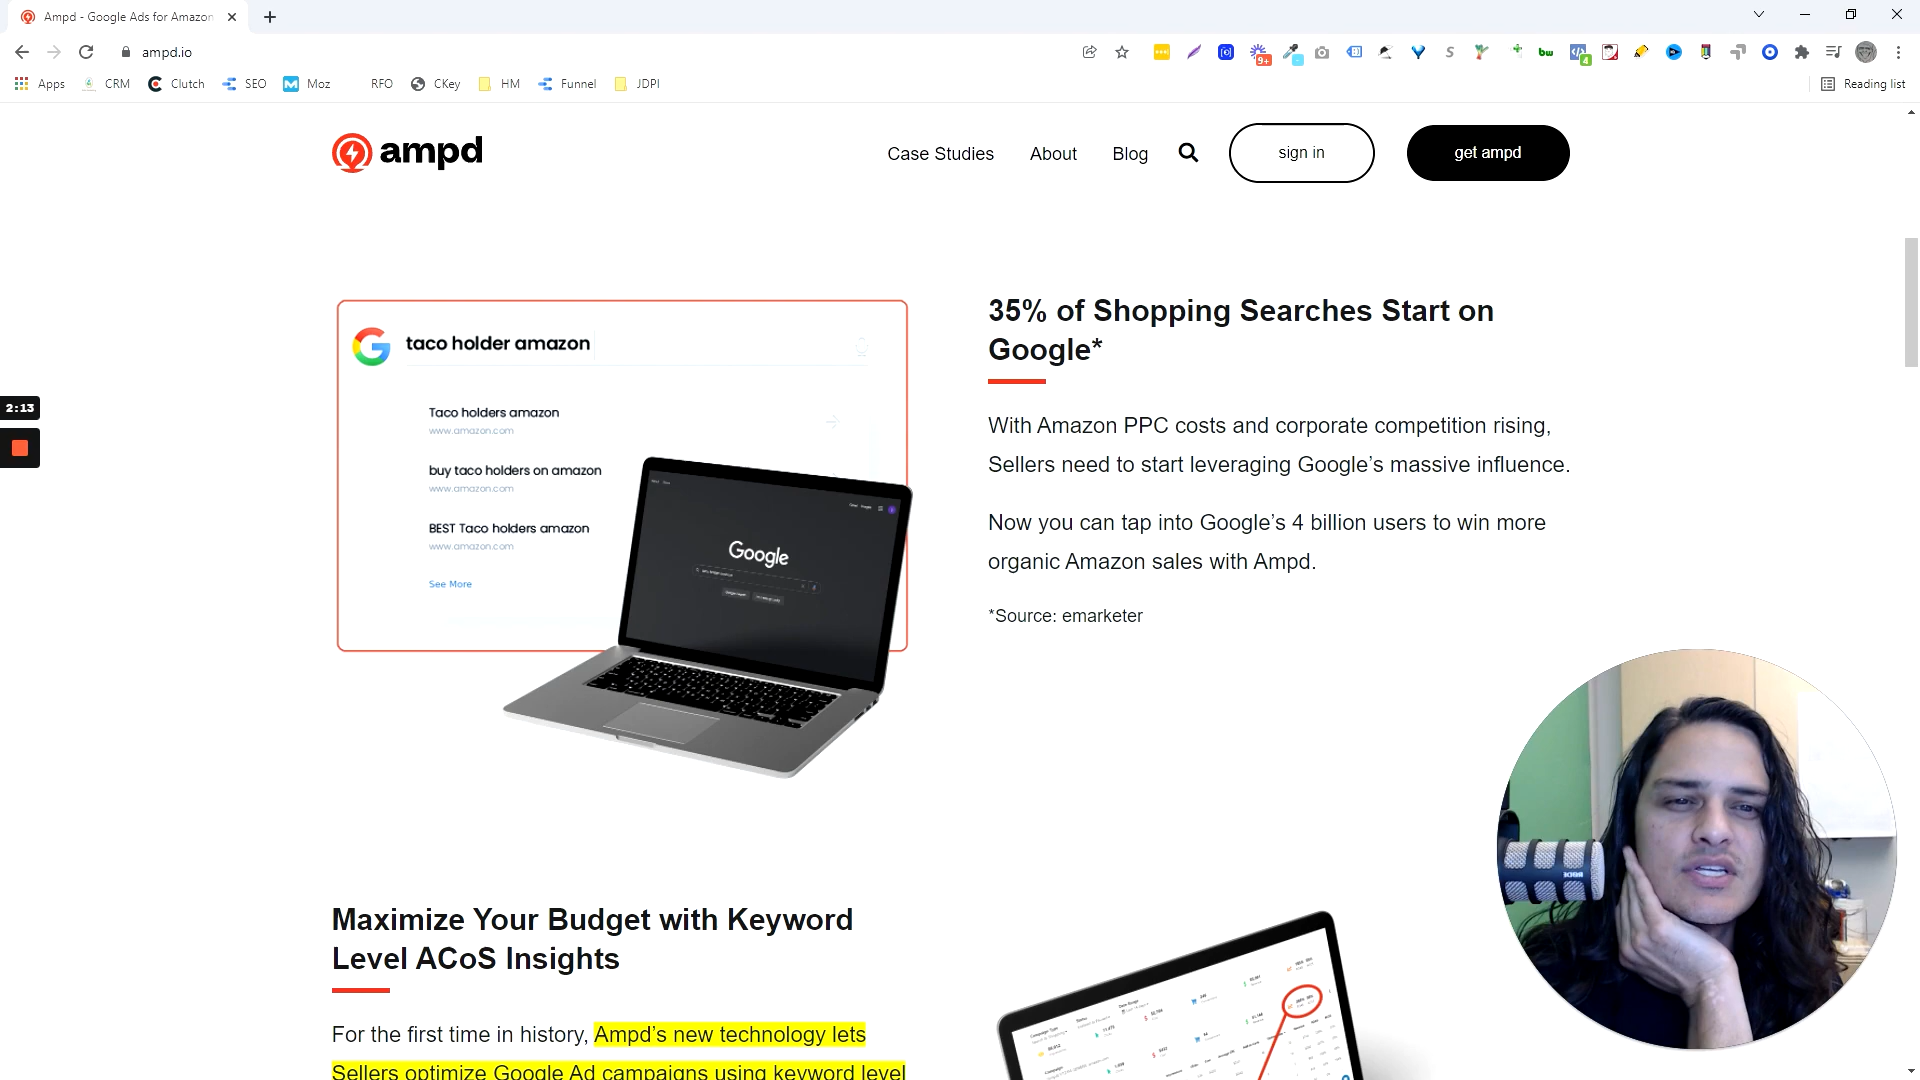 Ampd - Google Ads for Amazon
ampd.io
9+
bw
4
Apps
CRM
Clutch
SEO
Moz
RFO
CKey
HM
Funnel
JDPI
Reading list
ampd
Case Studies
About
Blog
sign in
get ampd
2:13
taco holder amazon
Taco holders amazon
www.amazon.com
buy taco holders on amazon
www.amazon.com
BEST Taco holders amazon
www.amazon.com
See More
Google
35% of Shopping Searches Start on
Google*
With Amazon PPC costs and corporate competition rising,
Sellers need to start leveraging Google’s massive influence.
Now you can tap into Google’s 4 billion users to win more
organic Amazon sales with Ampd.
*Source: emarketer
Maximize Your Budget with Keyword
Level ACoS Insights
For the first time in history, Ampd’s new technology lets
Sellers optimize Google Ad campaigns using keyword level